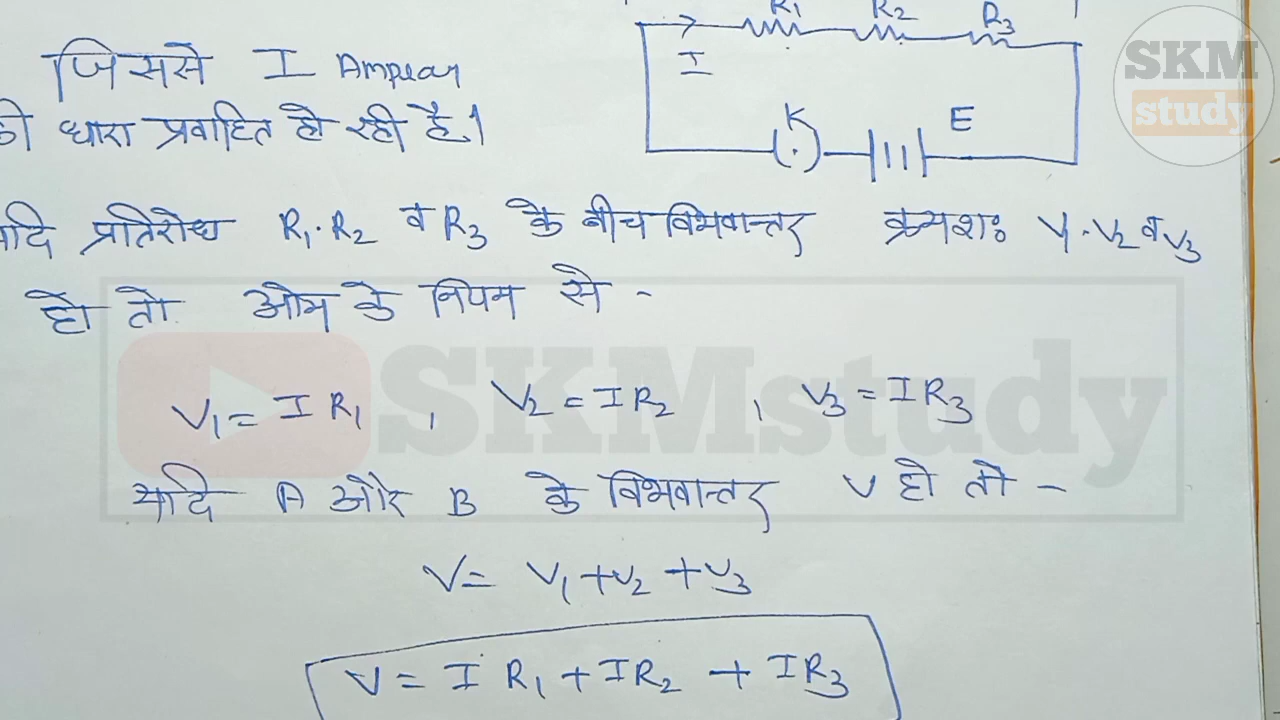 R1 R2 R3
I
K E
SKM
study
जिससे I Ampear
की धारा प्रवाहित हो रही है।
यदि प्रतिरोध R1. R2 व R3 के बीच विभवान्तर क्रमशः V1. V2 व V3
हो तो ओम के नियम से -
SKMstudy
V1 = I R1 , V2 = I R2 , V3 = I R3
यदि A और B के विभवान्तर V हो तो -
V = V1 + V2 + V3
V = I R1 + I R2 + I R3